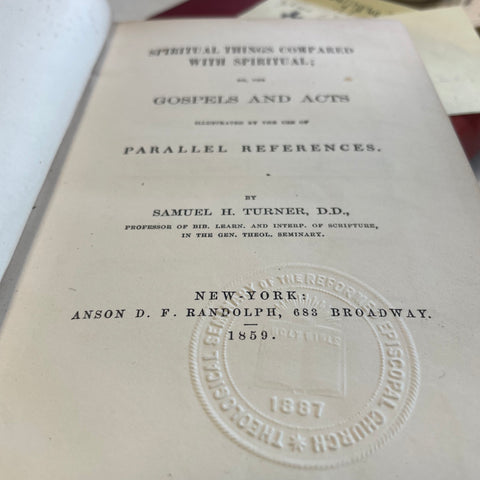 SPIRITUAL THINGS COMPARED
WITH SPIRITUAL;
OR, THE
GOSPELS AND ACTS
ILLUSTRATED BY THE USE OF
PARALLEL REFERENCES.
BY
SAMUEL H. TURNER, D.D.,
PROFESSOR OF BIB. LEARN. AND INTERP. OF SCRIPTURE,
IN THE GEN. THEOL. SEMINARY.
NEW-YORK:
ANSON D. F. RANDOLPH, 683 BROADWAY.
1859.
THEOLOGICAL SEMINARY OF THE REFORMED EPISCOPAL CHURCH
HOLY BIBLE
1887